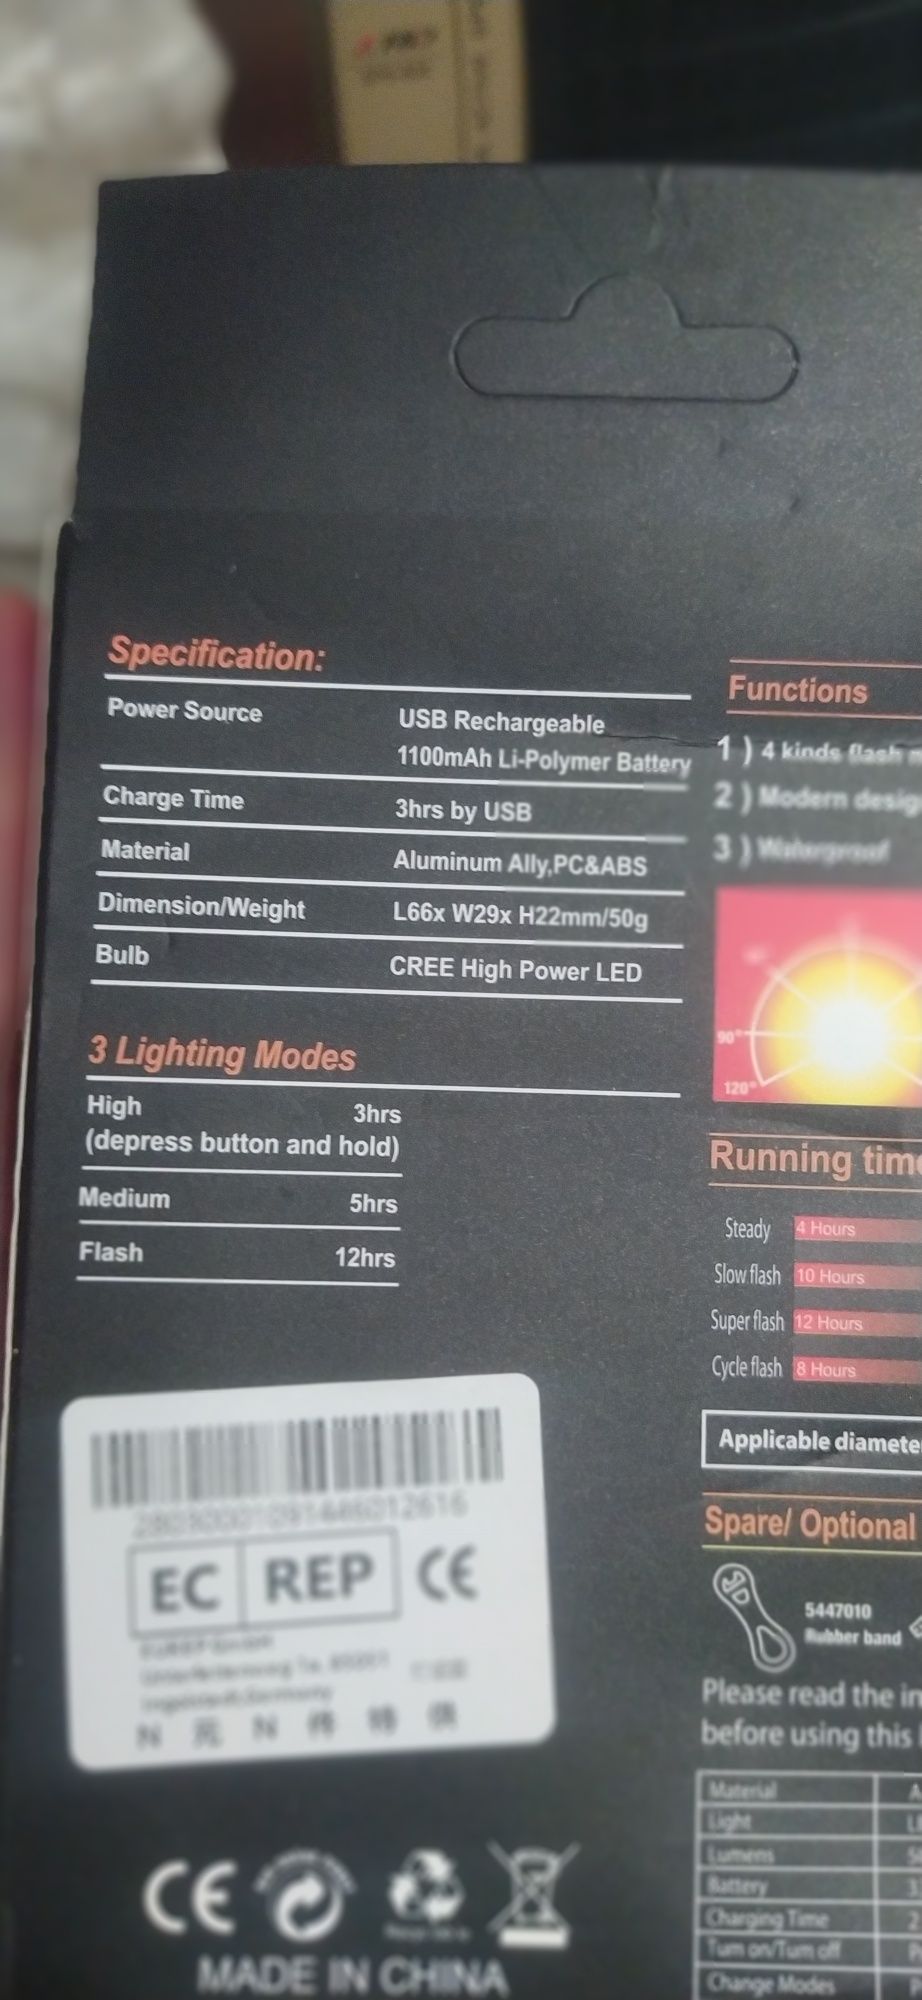 Specification:
Power Source USB Rechargeable
1100mAh Li-Polymer Battery
Charge Time 3hrs by USB
Material Aluminum Ally,PC&ABS
Dimension/Weight L66x W29x H22mm/50g
Bulb CREE High Power LED
3 Lighting Modes
High 3hrs
(depress button and hold)
Medium 5hrs
Flash 12hrs
EC REP CE
CE
MADE IN CHINA
Functions
1 ) 4 kinds flash
2 ) Modern
3 ) Waterproof
90°
120°
Running
Steady 4 Hours
Slow flash 10 Hours
Super flash 12 Hours
Cycle flash 8 Hours
Applicable
Spare/ Optional
5447010
Rubber band
Please read the
before using this
Material
Light
Lumens
Battery
Charging Time
Turn on/Turn off
Change Modes